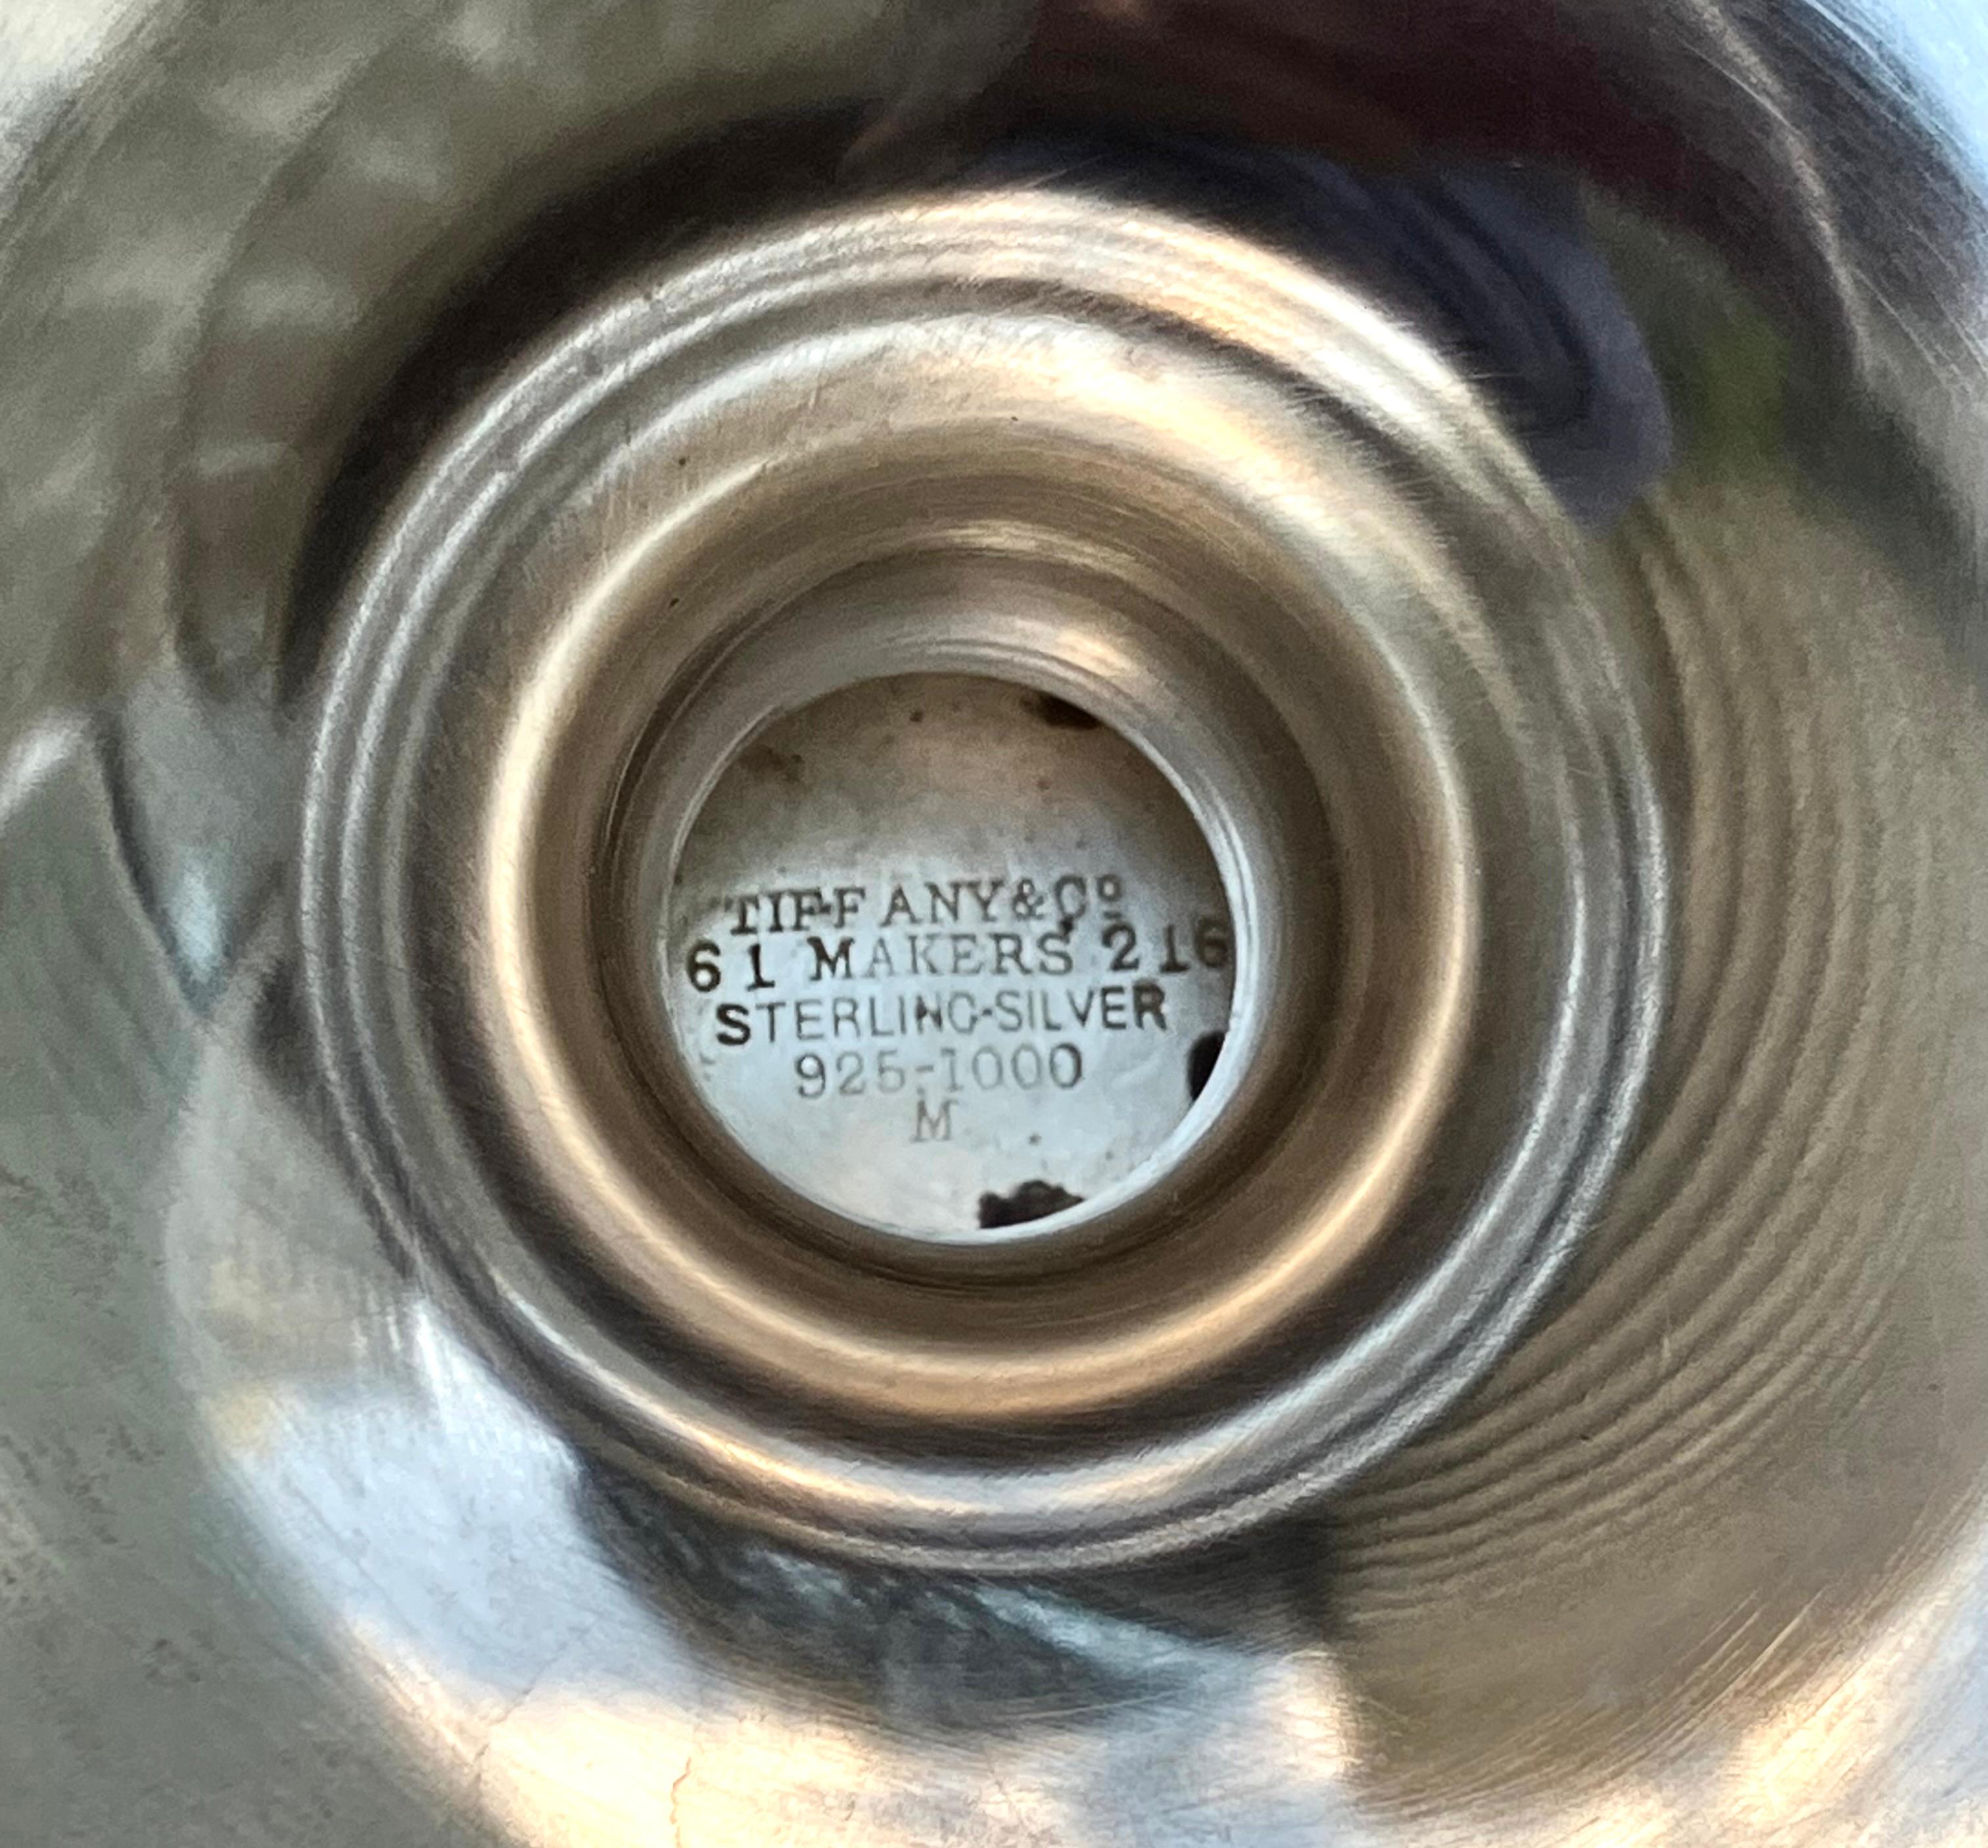 TIFFANY & Cº
61 MAKERS 216
STERLING-SILVER
925-1000
M